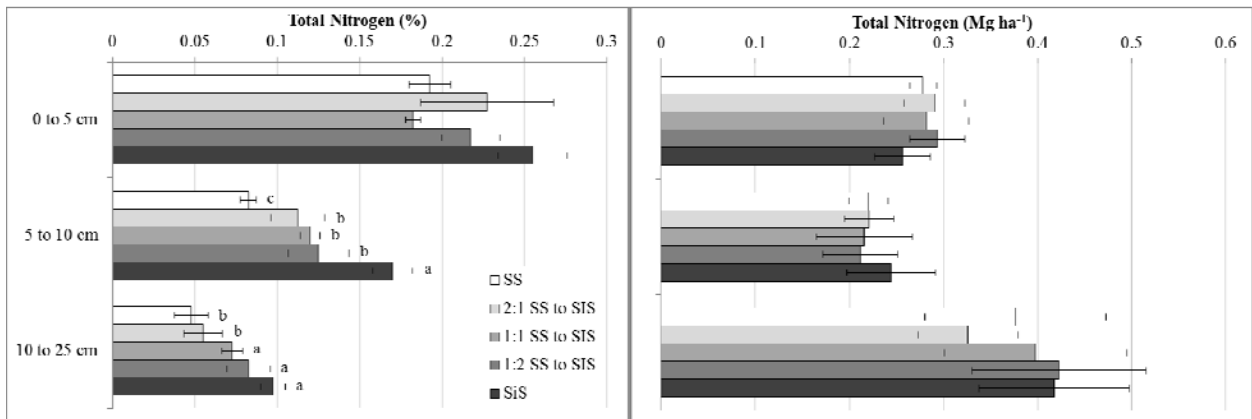 Total Nitrogen (%)
0 0.05 0.1 0.15 0.2 0.25 0.3
0 to 5 cm
c
b
5 to 10 cm
b
b
a
b
b
10 to 25 cm
a
a
a
SS
2:1 SS to SIS
1:1 SS to SIS
1:2 SS to SIS
SiS
Total Nitrogen (Mg ha⁻¹)
0 0.1 0.2 0.3 0.4 0.5 0.6